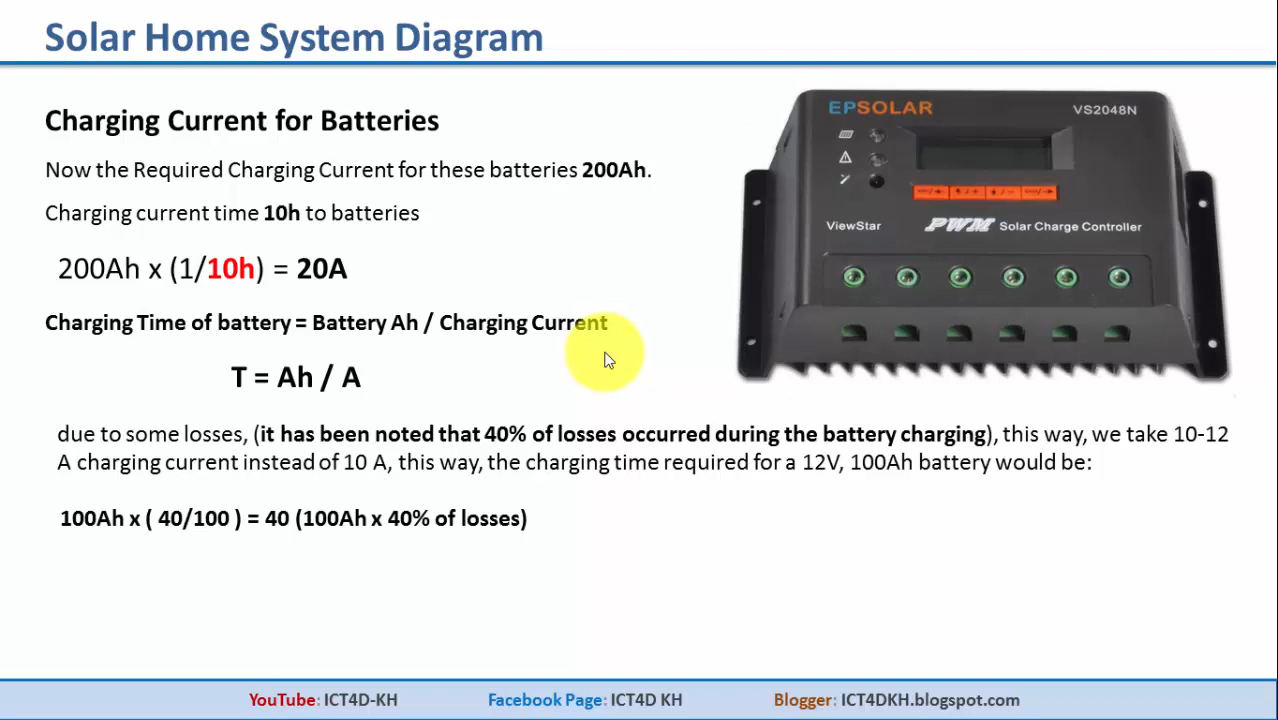 Solar Home System Diagram
Charging Current for Batteries
Now the Required Charging Current for these batteries 200Ah.
Charging current time 10h to batteries
200Ah x (1/10h) = 20A
Charging Time of battery = Battery Ah / Charging Current
T = Ah / A
EPSOLAR
VS2048N
ViewStar
PWM Solar Charge Controller
due to some losses, (it has been noted that 40% of losses occurred during the battery charging), this way, we take 10-12
A charging current instead of 10 A, this way, the charging time required for a 12V, 100Ah battery would be:
100Ah x ( 40/100 ) = 40 (100Ah x 40% of losses)
YouTube: ICT4D-KH
Facebook Page: ICT4D KH
Blogger: ICT4DKH.blogspot.com